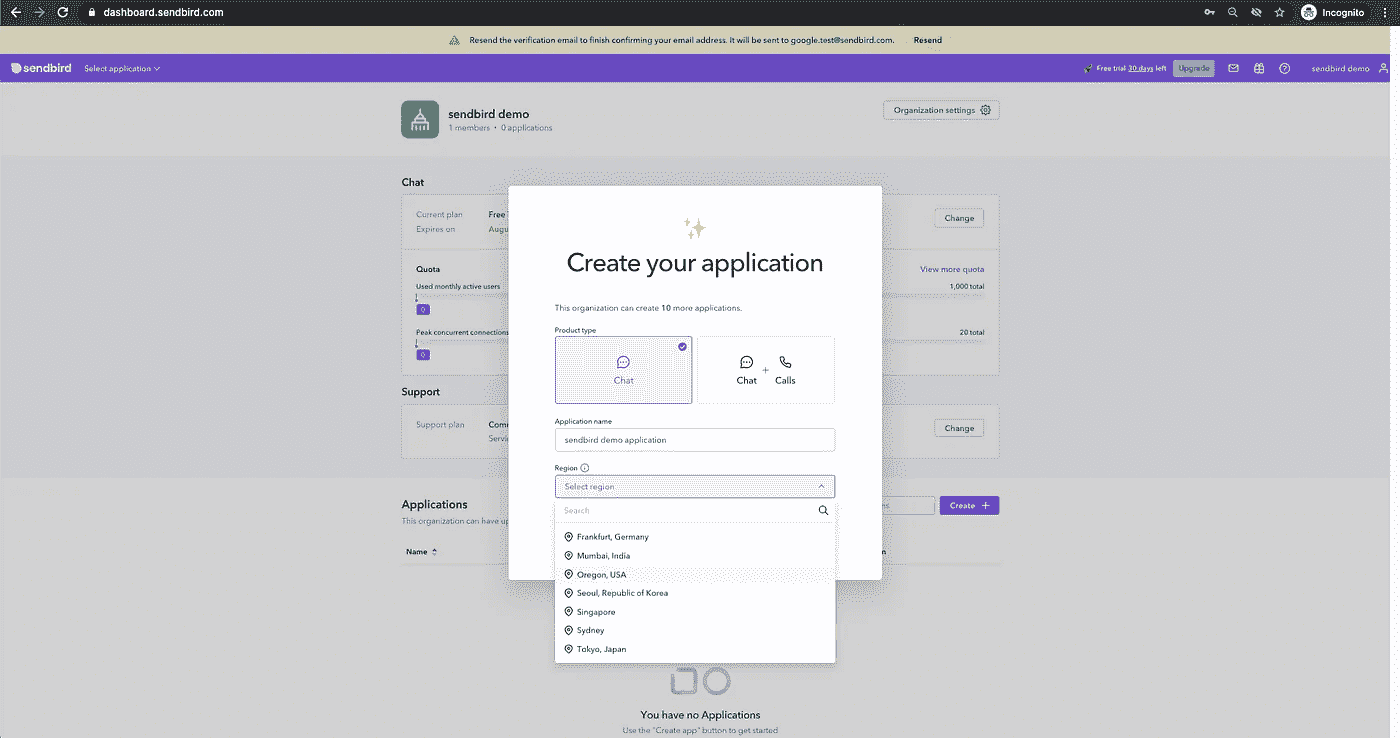 dashboard.sendbird.com
Incognito
Resend the verification email to finish confirming your email address. It will be sent to google.test@sendbird.com. Resend
sendbird
Select application
Free trial 30 days left
Upgrade
sendbird demo
sendbird demo
1 members • 0 applications
Organization settings
Chat
Current plan Free
Expires on Augu
Change
Quota
View more quota
Used monthly active users
1,000 total
0
Peak concurrent connections
20 total
0
Support
Support plan Comm
Servic
Change
Applications
This organization can have up
Create +
Name
Create your application
This organization can create 10 more applications.
Product type
Chat
Chat + Calls
Application name
sendbird demo application
Region
Select region
Search
Frankfurt, Germany
Mumbai, India
Oregon, USA
Seoul, Republic of Korea
Singapore
Sydney
Tokyo, Japan
You have no Applications
Use the "Create app" button to get started